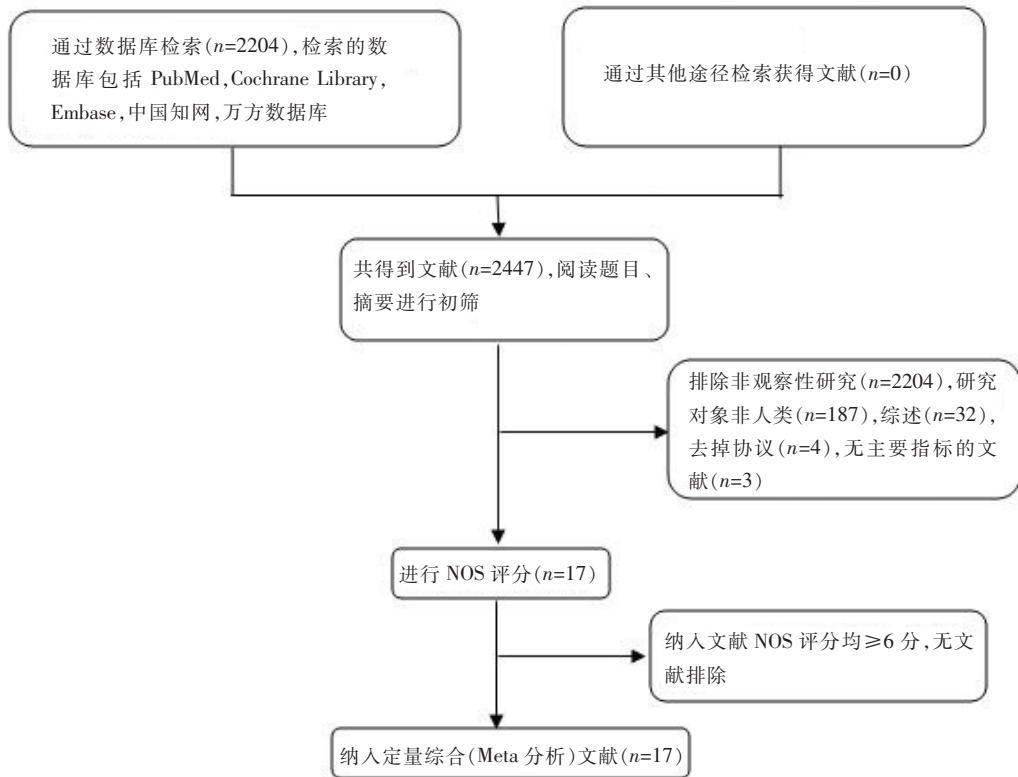 通过数据库检索(n=2204),检索的数
据库包括 PubMed,Cochrane Library,
Embase,中国知网,万方数据库
通过其他途径检索获得文献(n=0)
共得到文献(n=2447),阅读题目、
摘要进行初筛
排除非观察性研究(n=2204),研究
对象非人类(n=187),综述(n=32),
去掉协议(n=4),无主要指标的文
献(n=3)
进行 NOS 评分(n=17)
纳入文献 NOS 评分均≥6 分,无文
献排除
纳入定量综合(Meta 分析)文献(n=17)